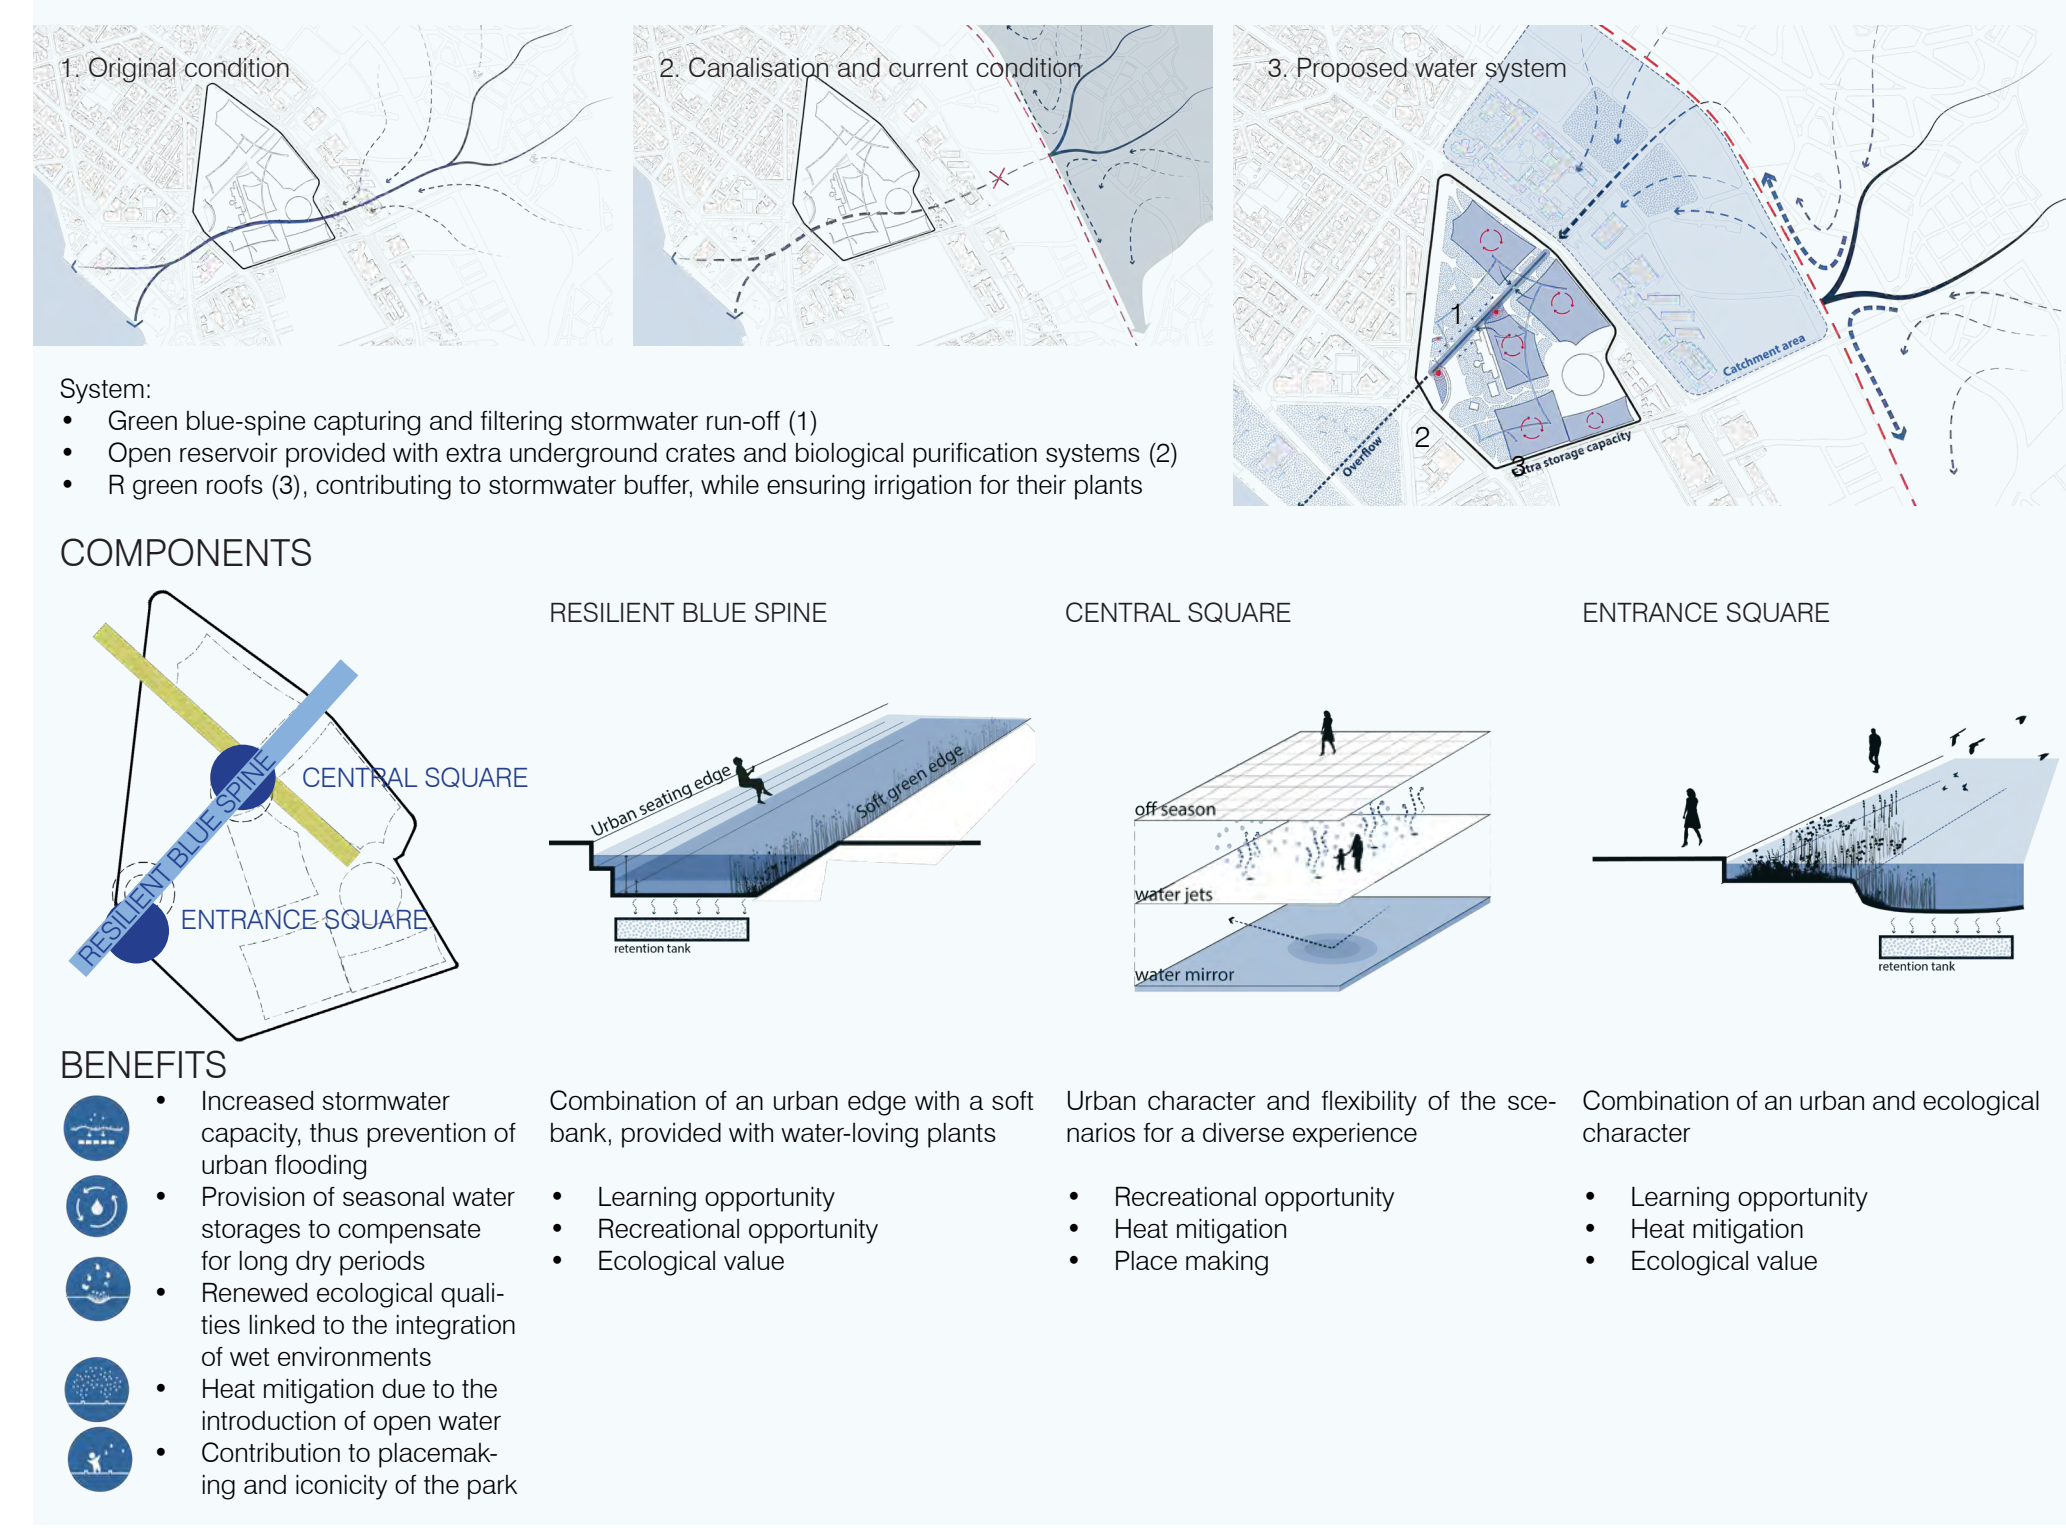 1. Original condition
2. Canalisation and current condition
3. Proposed water system
Catchment area
1
2
3
Overflow
Extra storage capacity
System:
• Green blue-spine capturing and filtering stormwater run-off (1)
• Open reservoir provided with extra underground crates and biological purification systems (2)
• R green roofs (3), contributing to stormwater buffer, while ensuring irrigation for their plants
COMPONENTS
RESILIENT BLUE SPINE
CENTRAL SQUARE
ENTRANCE SQUARE
RESILIENT BLUE SPINE
CENTRAL SQUARE
ENTRANCE SQUARE
Urban seating edge
Soft green edge
retention tank
off season
water jets
water mirror
retention tank
BENEFITS
• Increased stormwater
capacity, thus prevention of
urban flooding
• Provision of seasonal water
storages to compensate
for long dry periods
• Renewed ecological quali-
ties linked to the integration
of wet environments
• Heat mitigation due to the
introduction of open water
• Contribution to placemak-
ing and iconicity of the park
Combination of an urban edge with a soft
bank, provided with water-loving plants
• Learning opportunity
• Recreational opportunity
• Ecological value
Urban character and flexibility of the sce-
narios for a diverse experience
• Recreational opportunity
• Heat mitigation
• Place making
Combination of an urban and ecological
character
• Learning opportunity
• Heat mitigation
• Ecological value